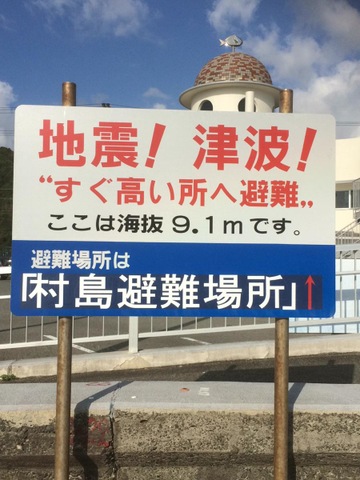 地震！津波！
“すぐ高い所へ避難„
ここは海抜9.1mです。
避難場所は
「村島避難場所」↑